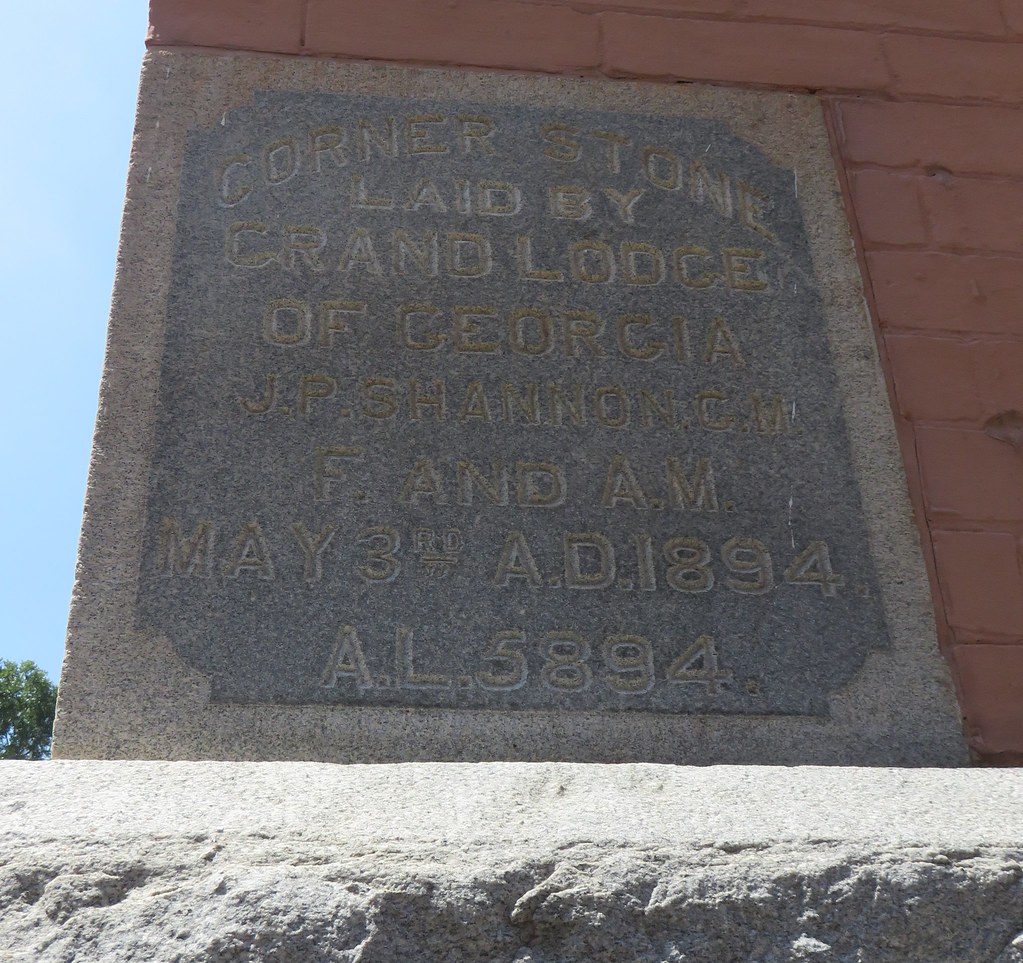 CORNER STONE
LAID BY
GRAND LODGE
OF GEORGIA
J.P. SHANNON. G.M
F. AND A.M.
MAY 3RD A.D. 1894.
A.L. 5894.